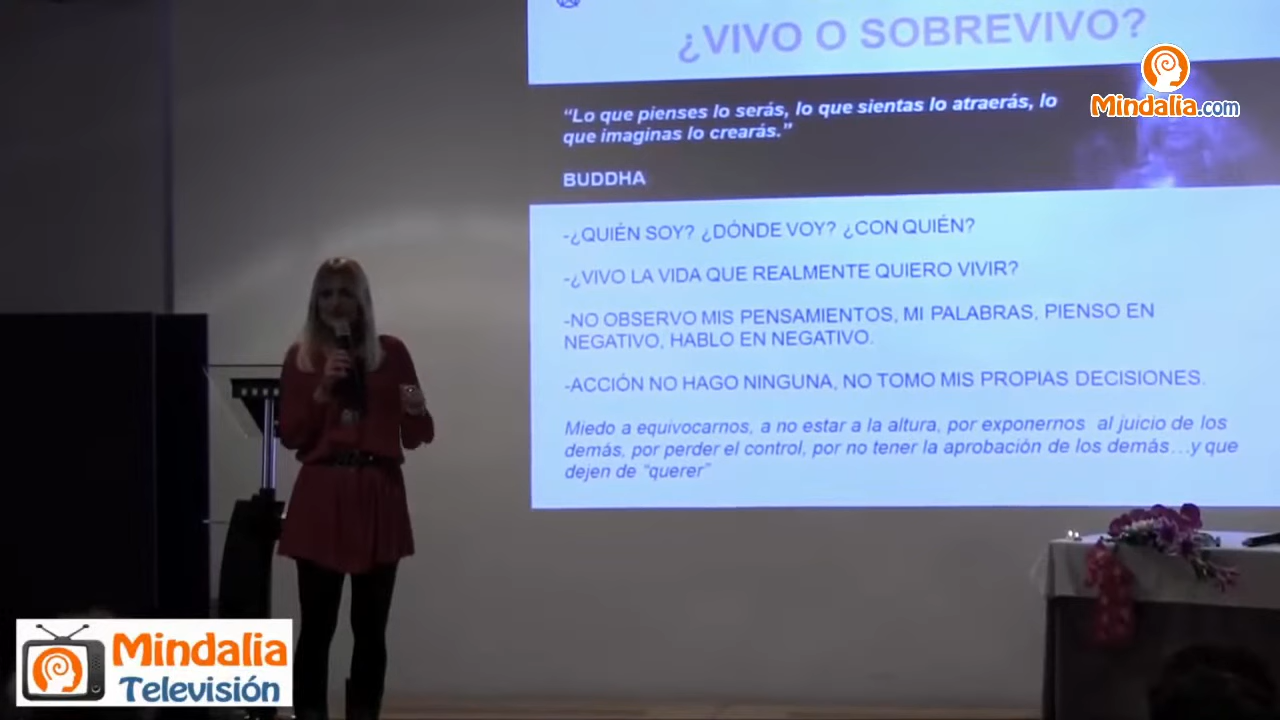 ¿VIVO O SOBREVIVO?
Mindalia.com
“Lo que pienses lo serás, lo que sientas lo atraerás, lo
que imaginas lo crearás.”
BUDDHA
-¿QUIÉN SOY? ¿DÓNDE VOY? ¿CON QUIÉN?
-¿VIVO LA VIDA QUE REALMENTE QUIERO VIVIR?
-NO OBSERVO MIS PENSAMIENTOS, MI PALABRAS, PIENSO EN
NEGATIVO, HABLO EN NEGATIVO.
-ACCIÓN NO HAGO NINGUNA, NO TOMO MIS PROPIAS DECISIONES.
Miedo a equivocarnos, a no estar a la altura, por exponernos al juicio de los
demás, por perder el control, por no tener la aprobación de los demás…y que
dejen de “querer”
Mindalia
Televisión